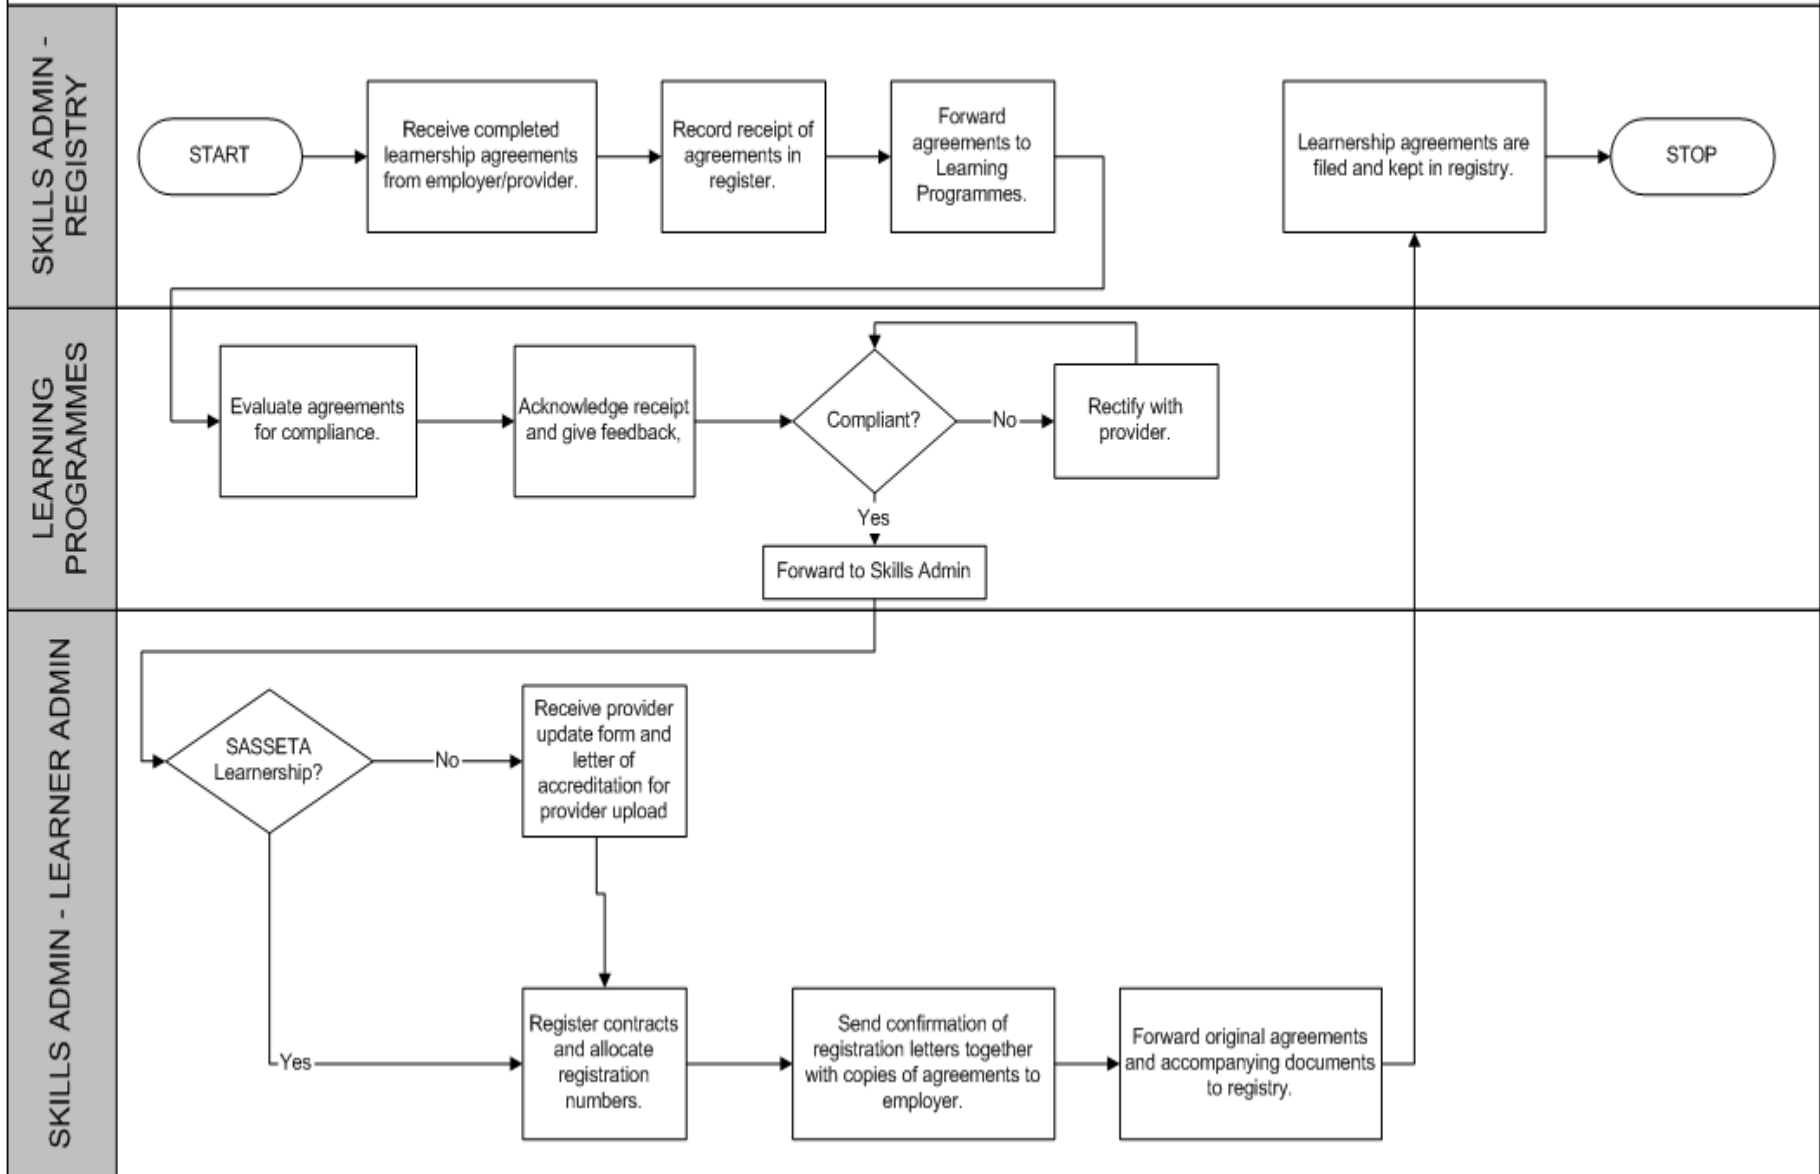 SKILLS ADMIN -
REGISTRY
START
Receive completed
learnership agreements
from employer/provider.
Record receipt of
agreements in
register.
Forward
agreements to
Learning
Programmes.
Learnership agreements are
filed and kept in registry.
STOP
LEARNING
PROGRAMMES
Evaluate agreements
for compliance.
Acknowledge receipt
and give feedback,
Compliant?
No
Rectify with
provider.
Yes
Forward to Skills Admin
SKILLS ADMIN - LEARNER ADMIN
SASSETA
Learnership?
No
Receive provider
update form and
letter of
accreditation for
provider upload
Yes
Register contracts
and allocate
registration
numbers.
Send confirmation of
registration letters together
with copies of agreements to
employer.
Forward original agreements
and accompanying documents
to registry.